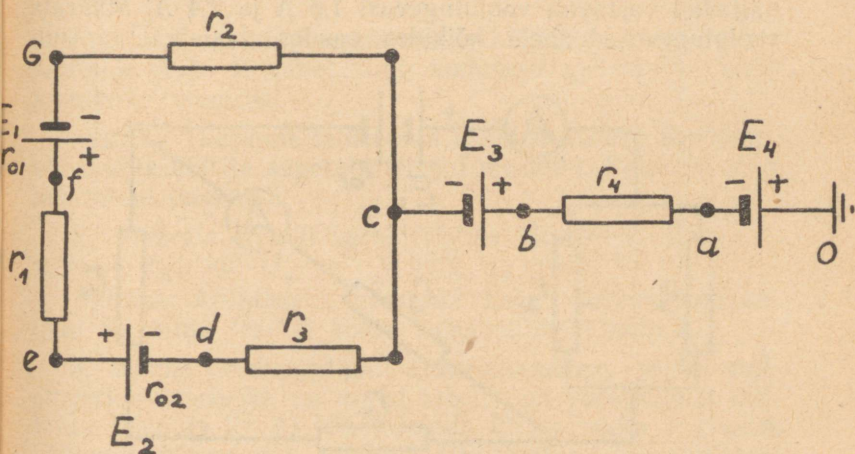 r₂
G
E₁
r₀₁
-
+
f
r₁
e
+ -
r₀₂
E₂
d
r₃
c
E₃
- +
b
r₄
a
E₄
- +
O